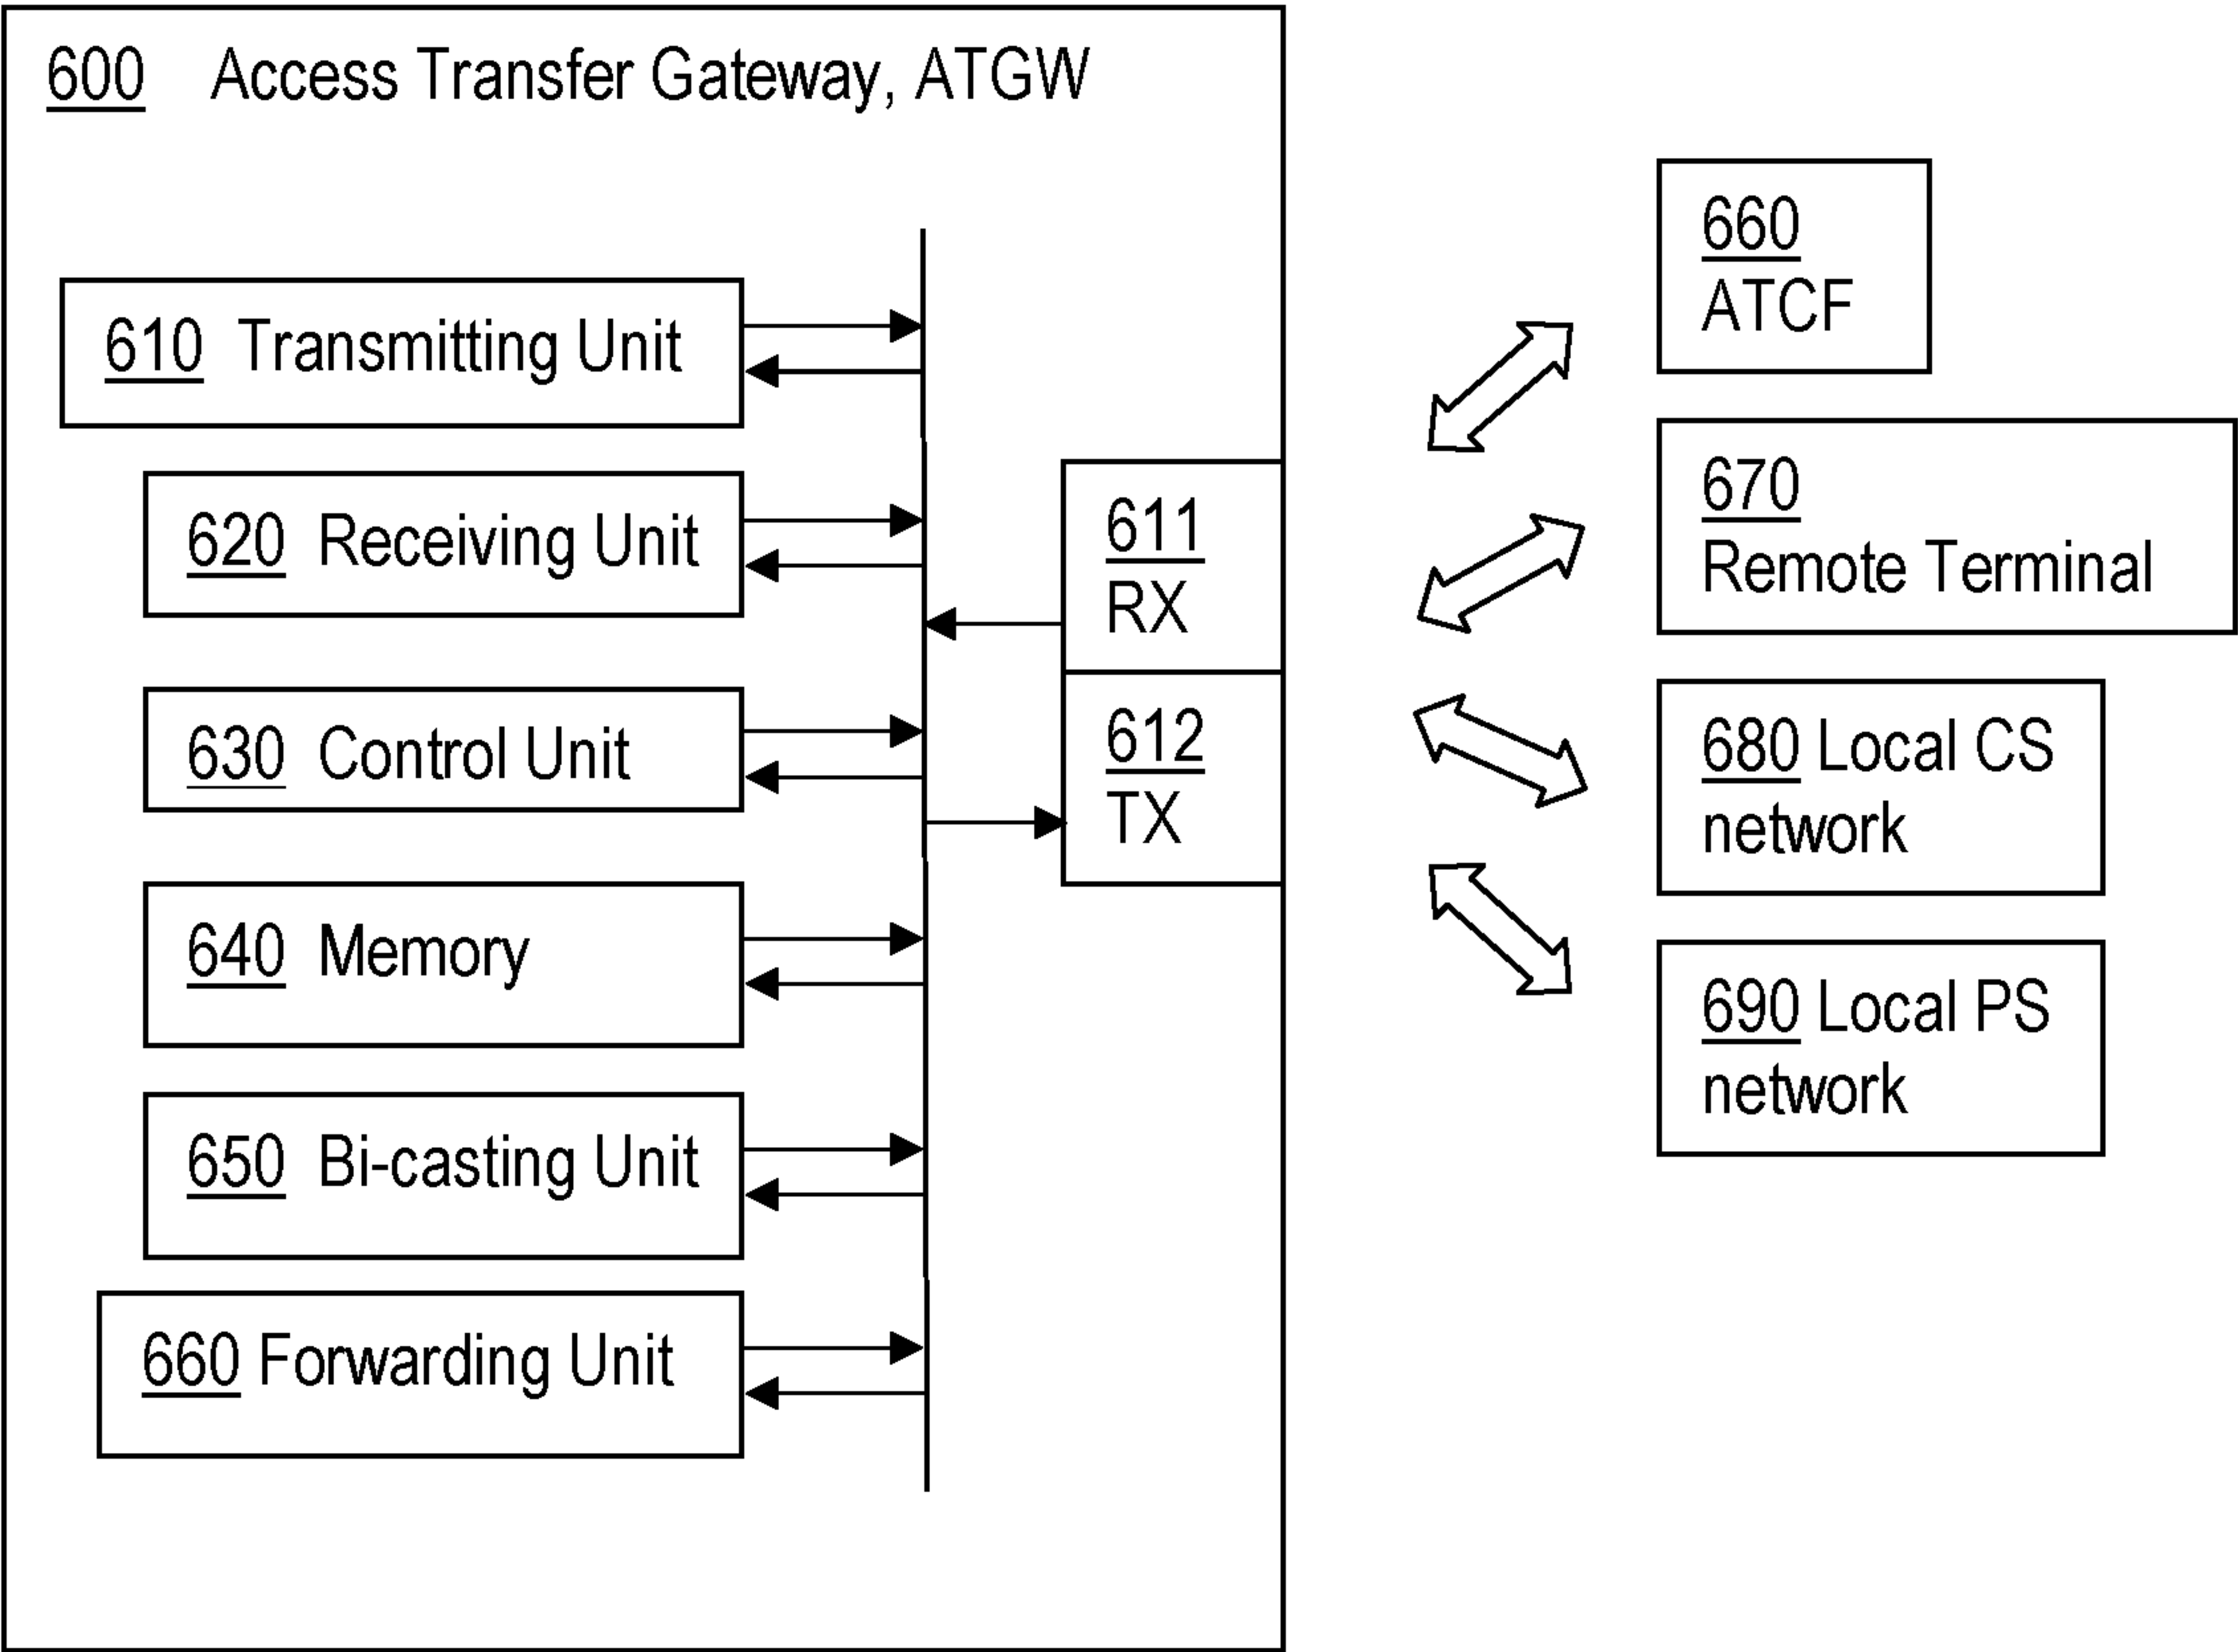 600 Access Transfer Gateway, ATGW
610 Transmitting Unit
620 Receiving Unit
630 Control Unit
640 Memory
650 Bi-casting Unit
660 Forwarding Unit
611
RX
612
TX
660
ATCF
670
Remote Terminal
680 Local CS
network
690 Local PS
network